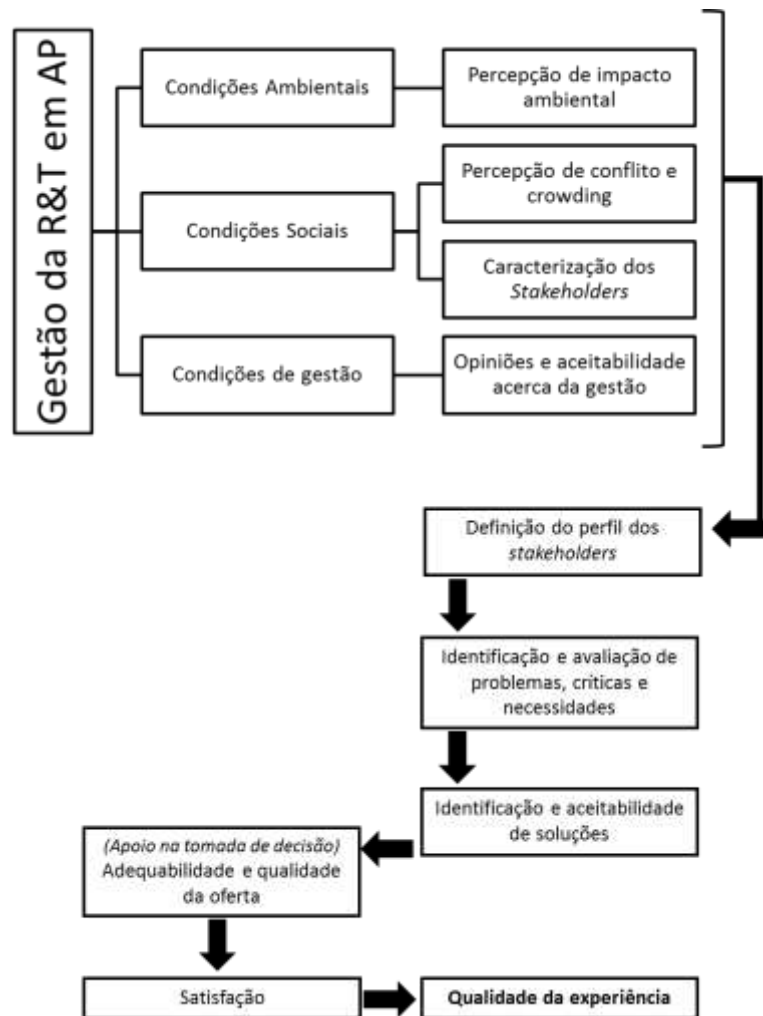 Gestão da R&T em AP
Condições Ambientais
Percepção de impacto
ambiental
Condições Sociais
Percepção de conflito e
crowding
Caracterização dos
Stakeholders
Condições de gestão
Opiniões e aceitabilidade
acerca da gestão
Definição do perfil dos
stakeholders
Identificação e avaliação de
problemas, criticas e
necessidades
Identificação e aceitabilidade
de soluções
(Apoio na tomada de decisão)
Adequabilidade e qualidade
da oferta
Satisfação
Qualidade da experiência